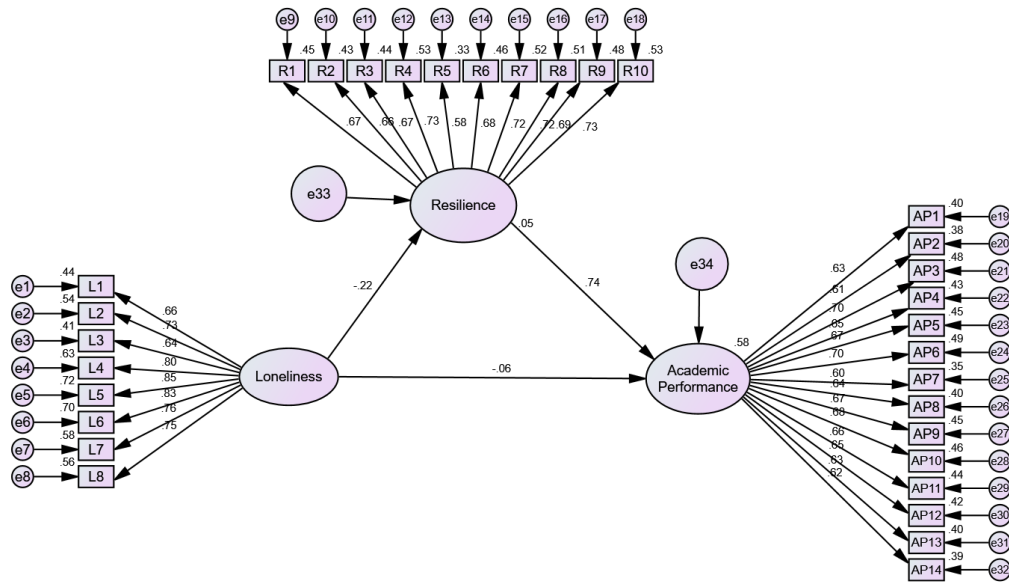 e9 e10 e11 e12 e13 e14 e15 e16 e17 e18
.45 .43 .44 .53 .33 .46 .52 .51 .48 .53
R1 R2 R3 R4 R5 R6 R7 R8 R9 R10
.67 .66 .67 .73 .58 .68 .72 .72 .69 .73
e33
Resilience
.05
-.22
.74
e34
.58
Academic
Performance
-.06
Loneliness
e1 .44 L1 .66
e2 .54 L2 .73
e3 .41 L3 .64
e4 .63 L4 .80
e5 .72 L5 .85
e6 .70 L6 .83
e7 .58 L7 .76
e8 .56 L8 .75
.63 AP1 .40 e19
.61 AP2 .38 e20
.70 AP3 .48 e21
.65 AP4 .43 e22
.67 AP5 .45 e23
.70 AP6 .49 e24
.60 AP7 .35 e25
.64 AP8 .40 e26
.67 AP9 .45 e27
.68 AP10 .46 e28
.66 AP11 .44 e29
.65 AP12 .42 e30
.63 AP13 .40 e31
.62 AP14 .39 e32